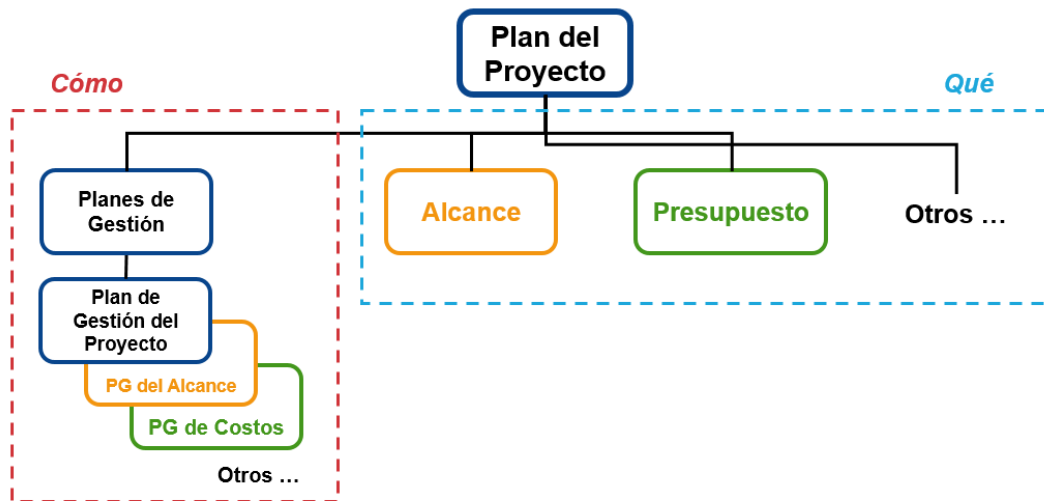 Plan del
Proyecto
Cómo
Qué
Planes de
Gestión
Alcance
Presupuesto
Otros ...
Plan de
Gestión del
Proyecto
PG del Alcance
PG de Costos
Otros ...